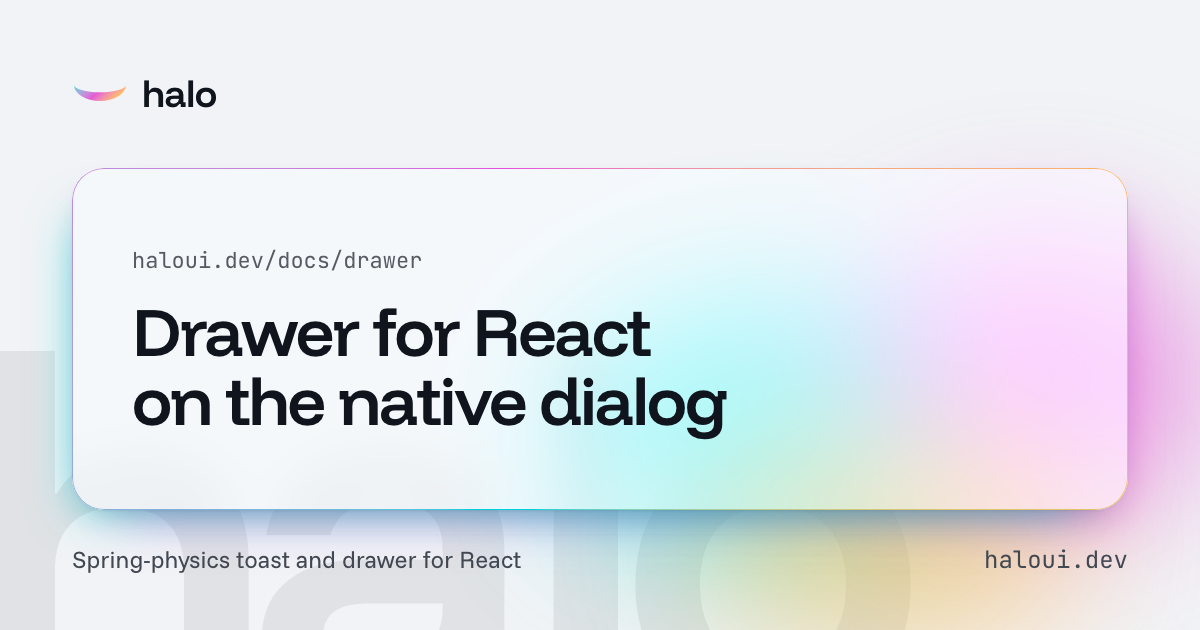 halo
haloui.dev/docs/drawer
Drawer for React
on the native dialog
halo
Spring-physics toast and drawer for React
haloui.dev